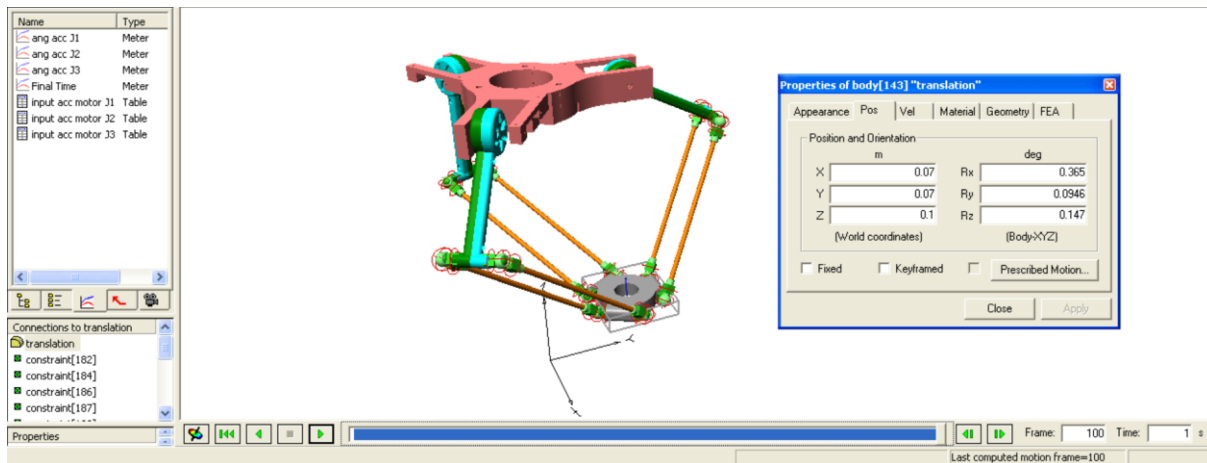 Name Type
ang acc J1 Meter
ang acc J2 Meter
ang acc J3 Meter
Final Time Meter
input acc motor J1 Table
input acc motor J2 Table
input acc motor J3 Table
Connections to translation
translation
constraint[182]
constraint[184]
constraint[186]
constraint[187]
Properties
Y
X
Properties of body[143] "translation"
Appearance Pos Vel Material Geometry FEA
Position and Orientation
m deg
X 0.07 Rx 0.365
Y 0.07 Ry 0.0946
Z 0.1 Rz 0.147
(World coordinates) (Body-XYZ)
Fixed Keyframed Prescribed Motion...
Close Apply
Frame: 100 Time: 1 s
Last computed motion frame=100